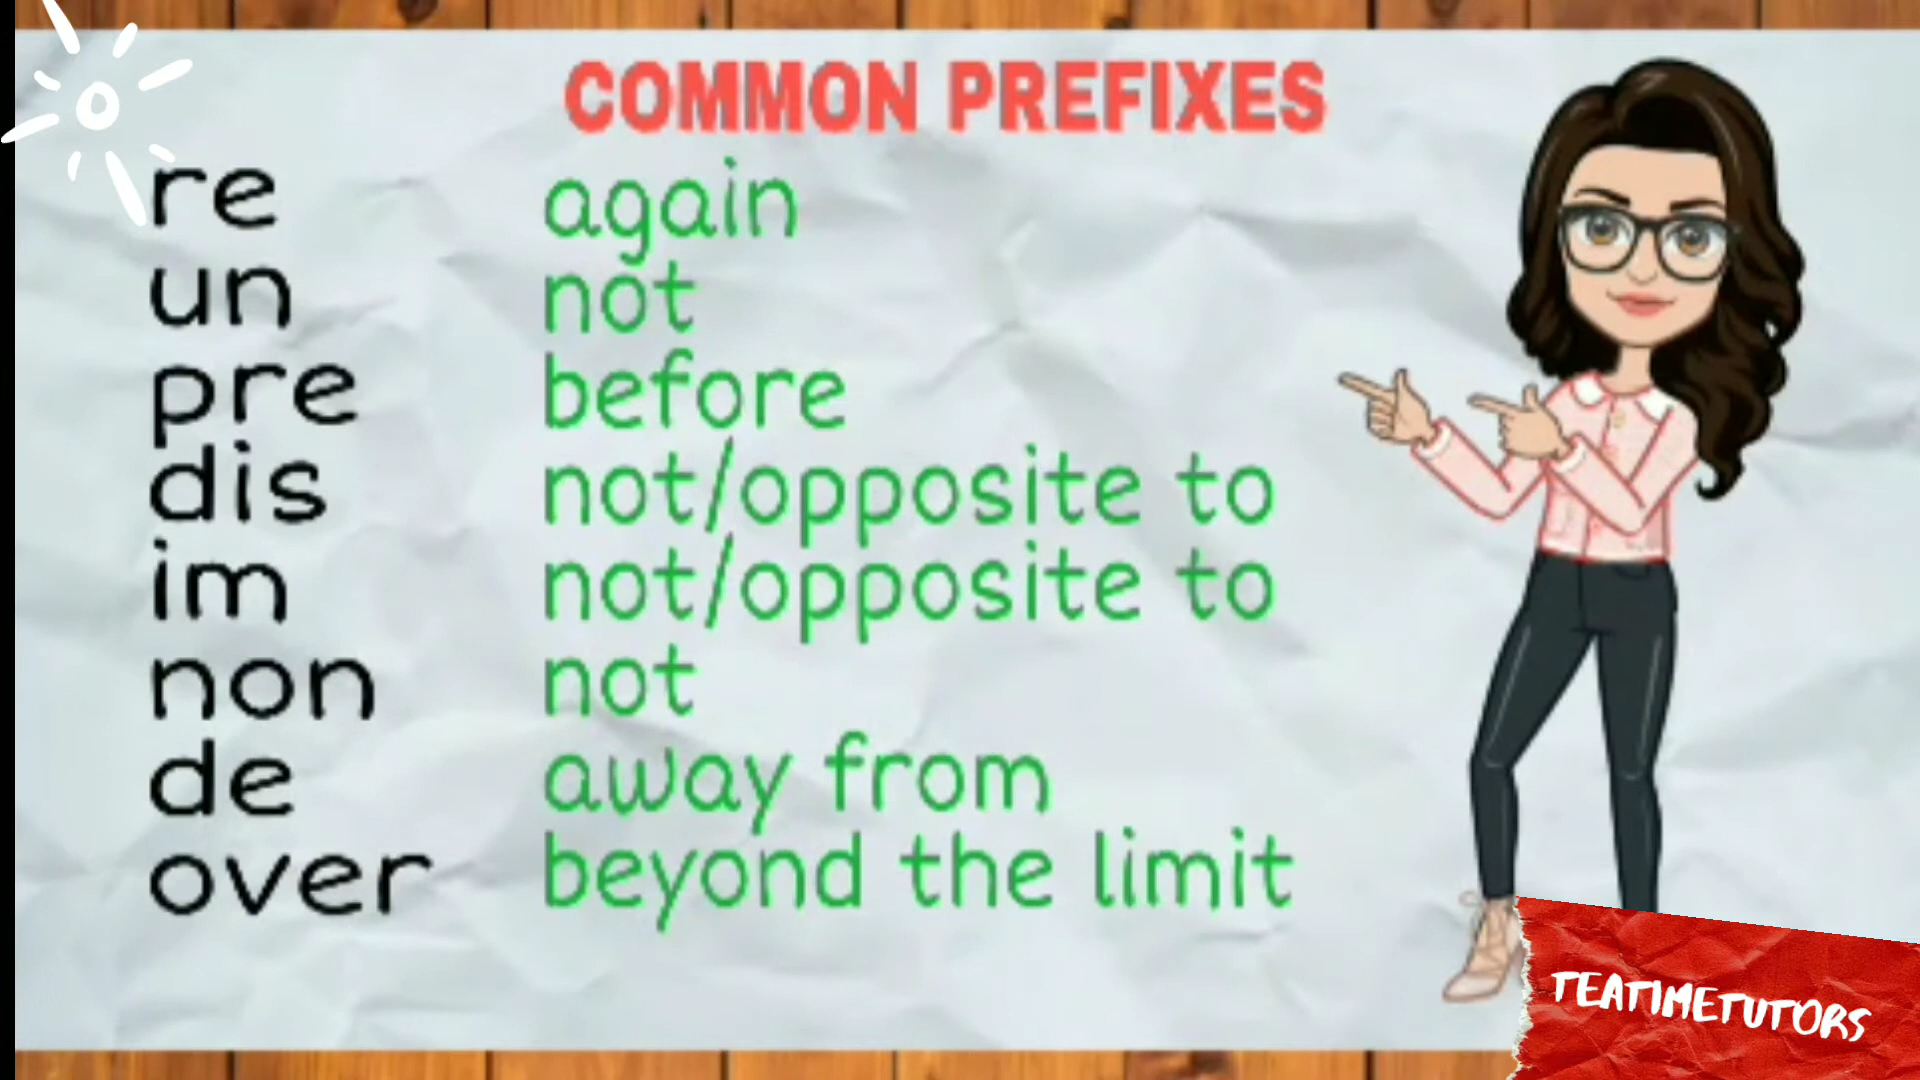 COMMON PREFIXES
re again
un not
pre before
dis not/opposite to
im not/opposite to
non not
de away from
over beyond the limit
TEATIMETUTORS